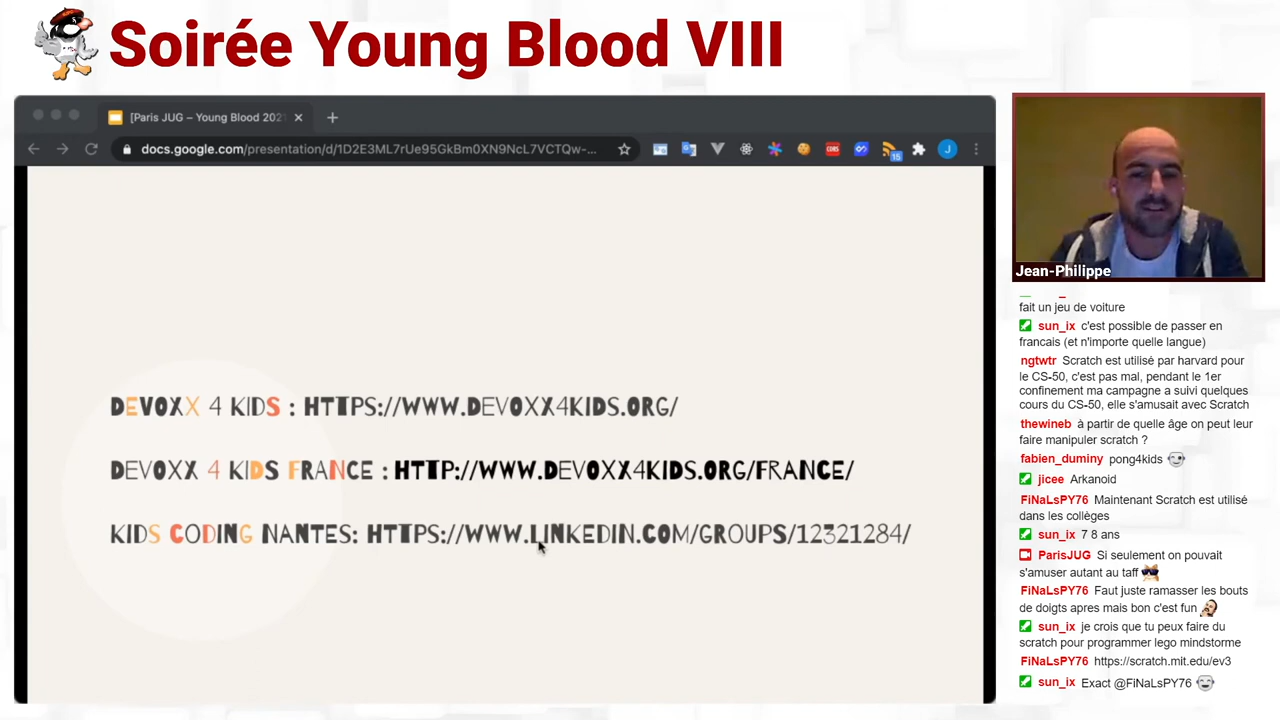 Soirée Young Blood VIII
[Paris JUG – Young Blood 2021
docs.google.com/presentation/d/1D2E3ML7rUe95GkBm0XN9NcL7VCTQw-...
CORS
15
J
DEVOXX 4 KIDS : HTTPS://WWW.DEVOXX4KIDS.ORG/
DEVOXX 4 KIDS FRANCE : HTTP://WWW.DEVOXX4KIDS.ORG/FRANCE/
KIDS CODING NANTES: HTTPS://WWW.LINKEDIN.COM/GROUPS/12321284/
Jean-Philippe
fait un jeu de voiture
sun_ix c'est possible de passer en
francais (et n'importe quelle langue)
ngtwtr Scratch est utilisé par harvard pour
le CS-50, c'est pas mal, pendant le 1er
confinement ma campagne a suivi quelques
cours du CS-50, elle s'amusait avec Scratch
thewineb à partir de quelle âge on peut leur
faire manipuler scratch ?
fabien_duminy pong4kids
jicee Arkanoid
FiNaLsPY76 Maintenant Scratch est utilisé
dans les collèges
sun_ix 7 8 ans
ParisJUG Si seulement on pouvait
s'amuser autant au taff
FiNaLsPY76 Faut juste ramasser les bouts
de doigts apres mais bon c'est fun
sun_ix je crois que tu peux faire du
scratch pour programmer lego mindstorme
FiNaLsPY76 https://scratch.mit.edu/ev3
sun_ix Exact @FiNaLsPY76